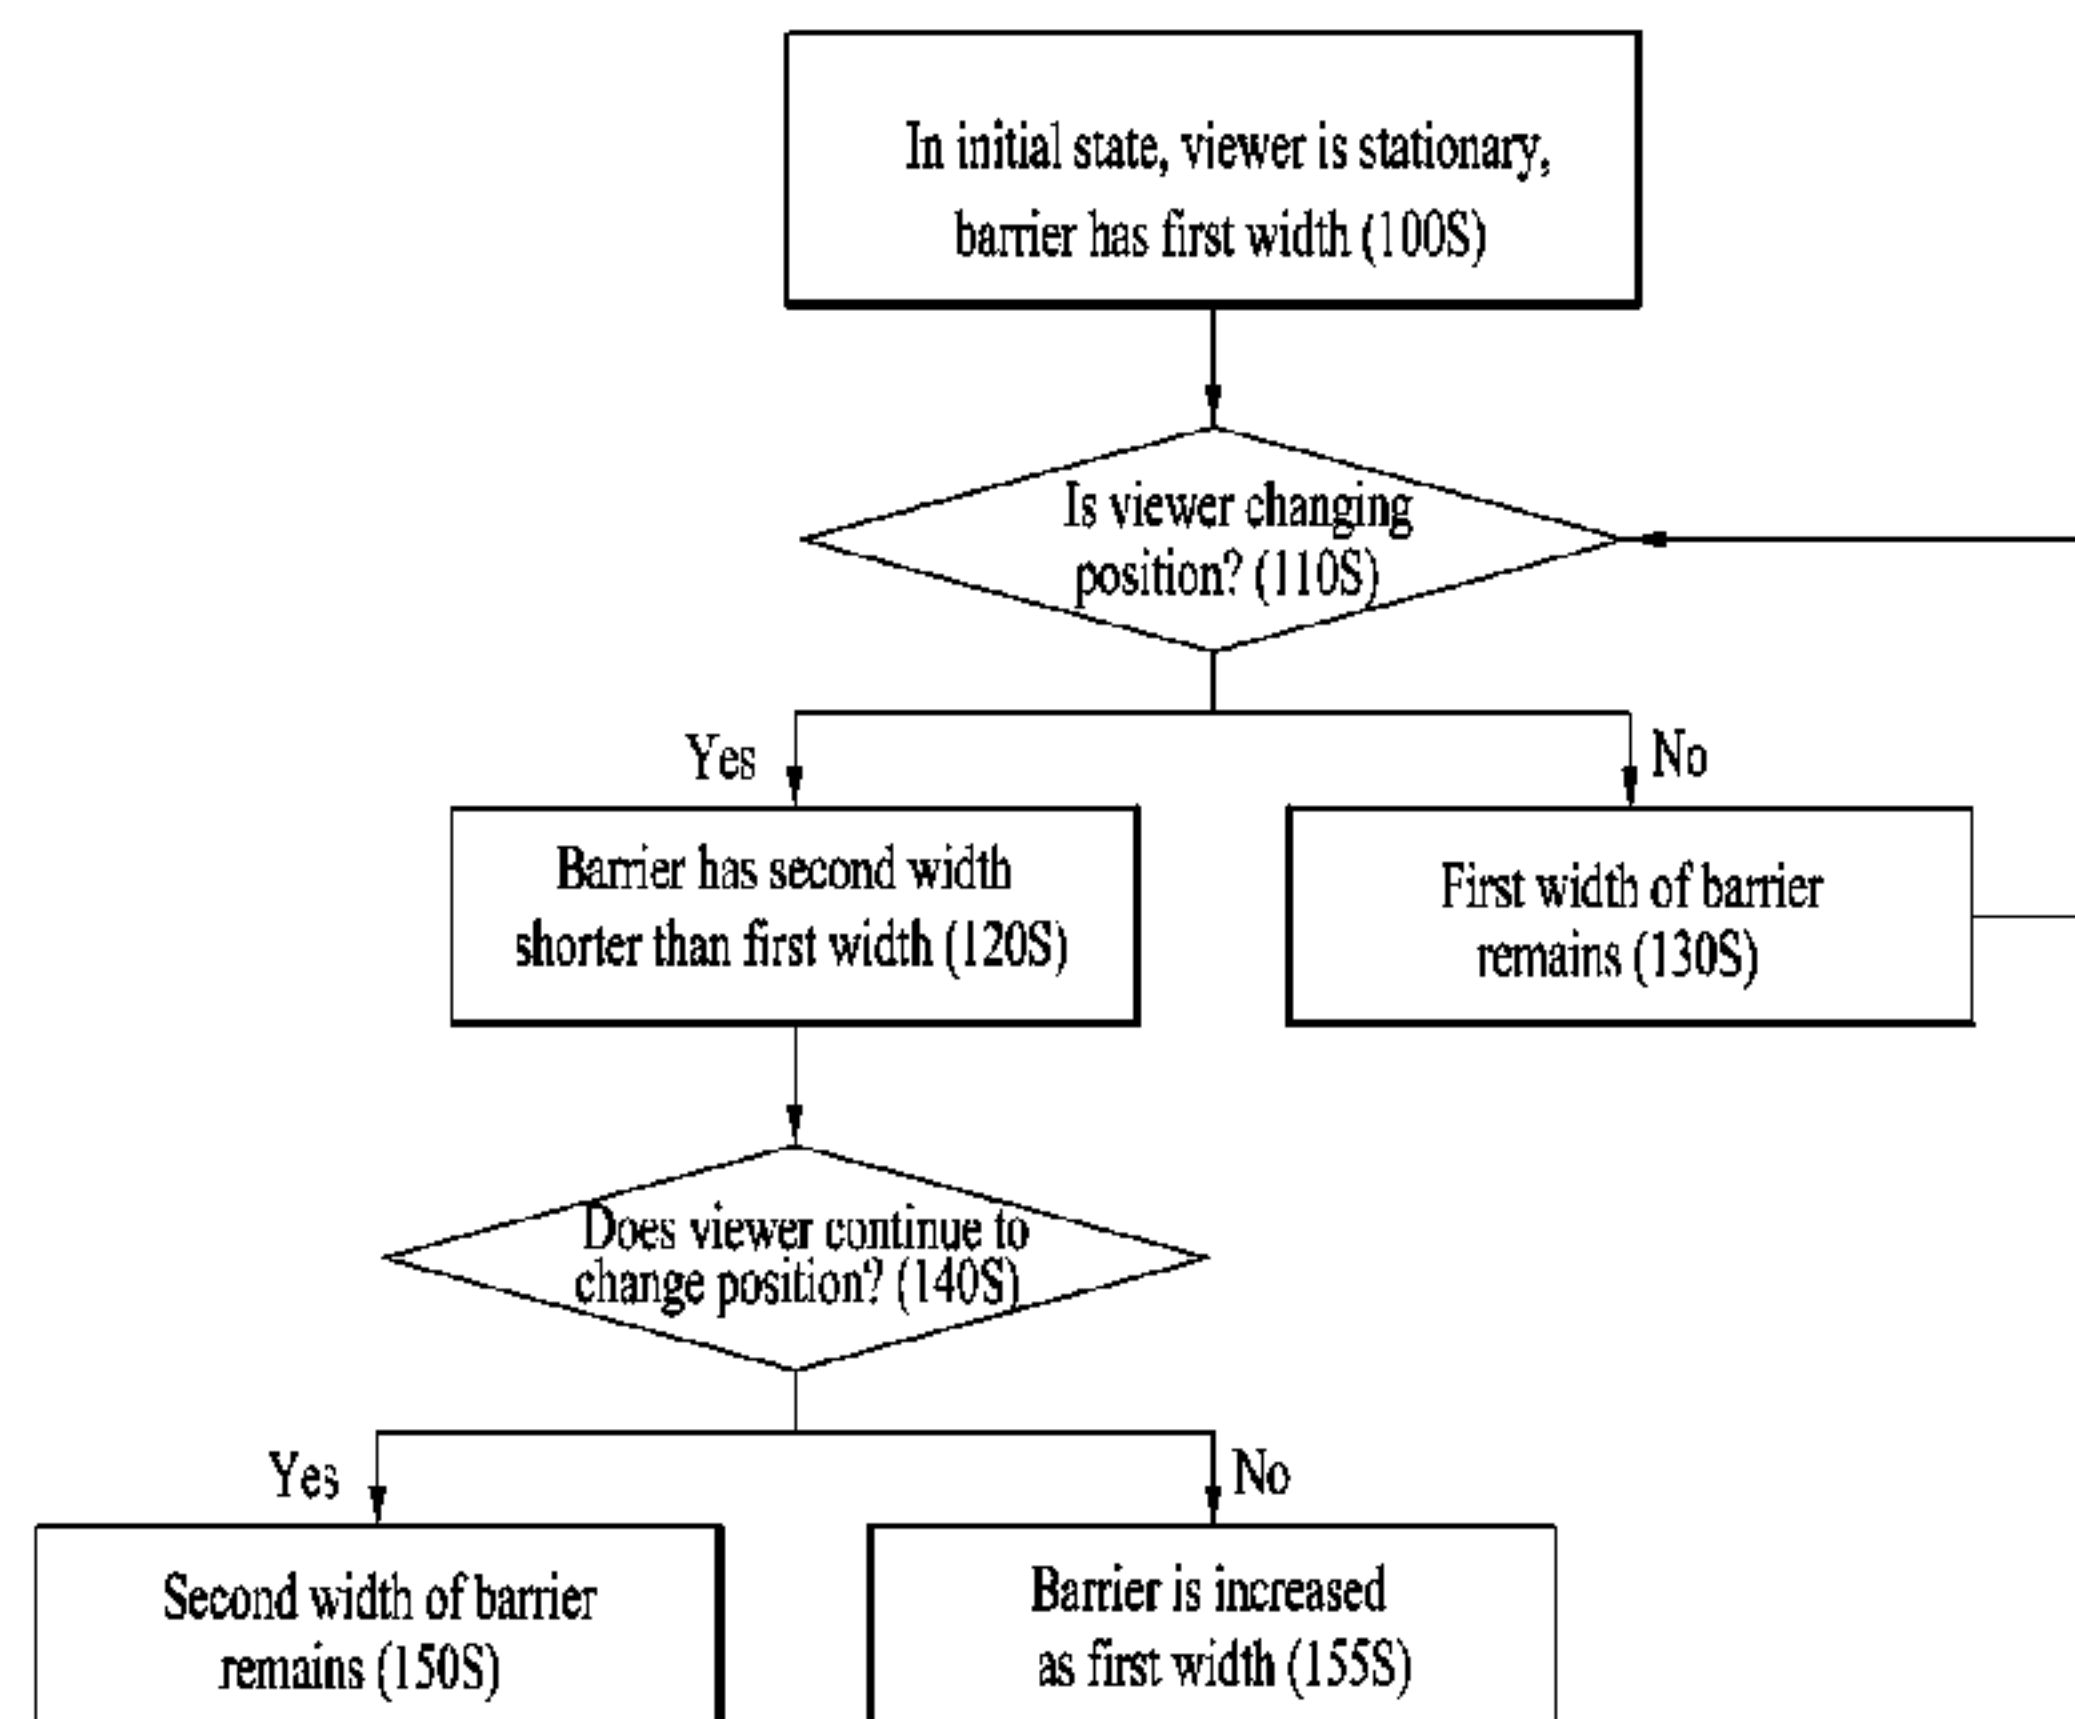 In initial state, viewer is stationary,
barrier has first width (100S)
Is viewer changing
position? (110S)
Yes
No
Barrier has second width
shorter than first width (120S)
First width of barrier
remains (130S)
Does viewer continue to
change position? (140S)
Yes
No
Second width of barrier
remains (150S)
Barrier is increased
as first width (155S)